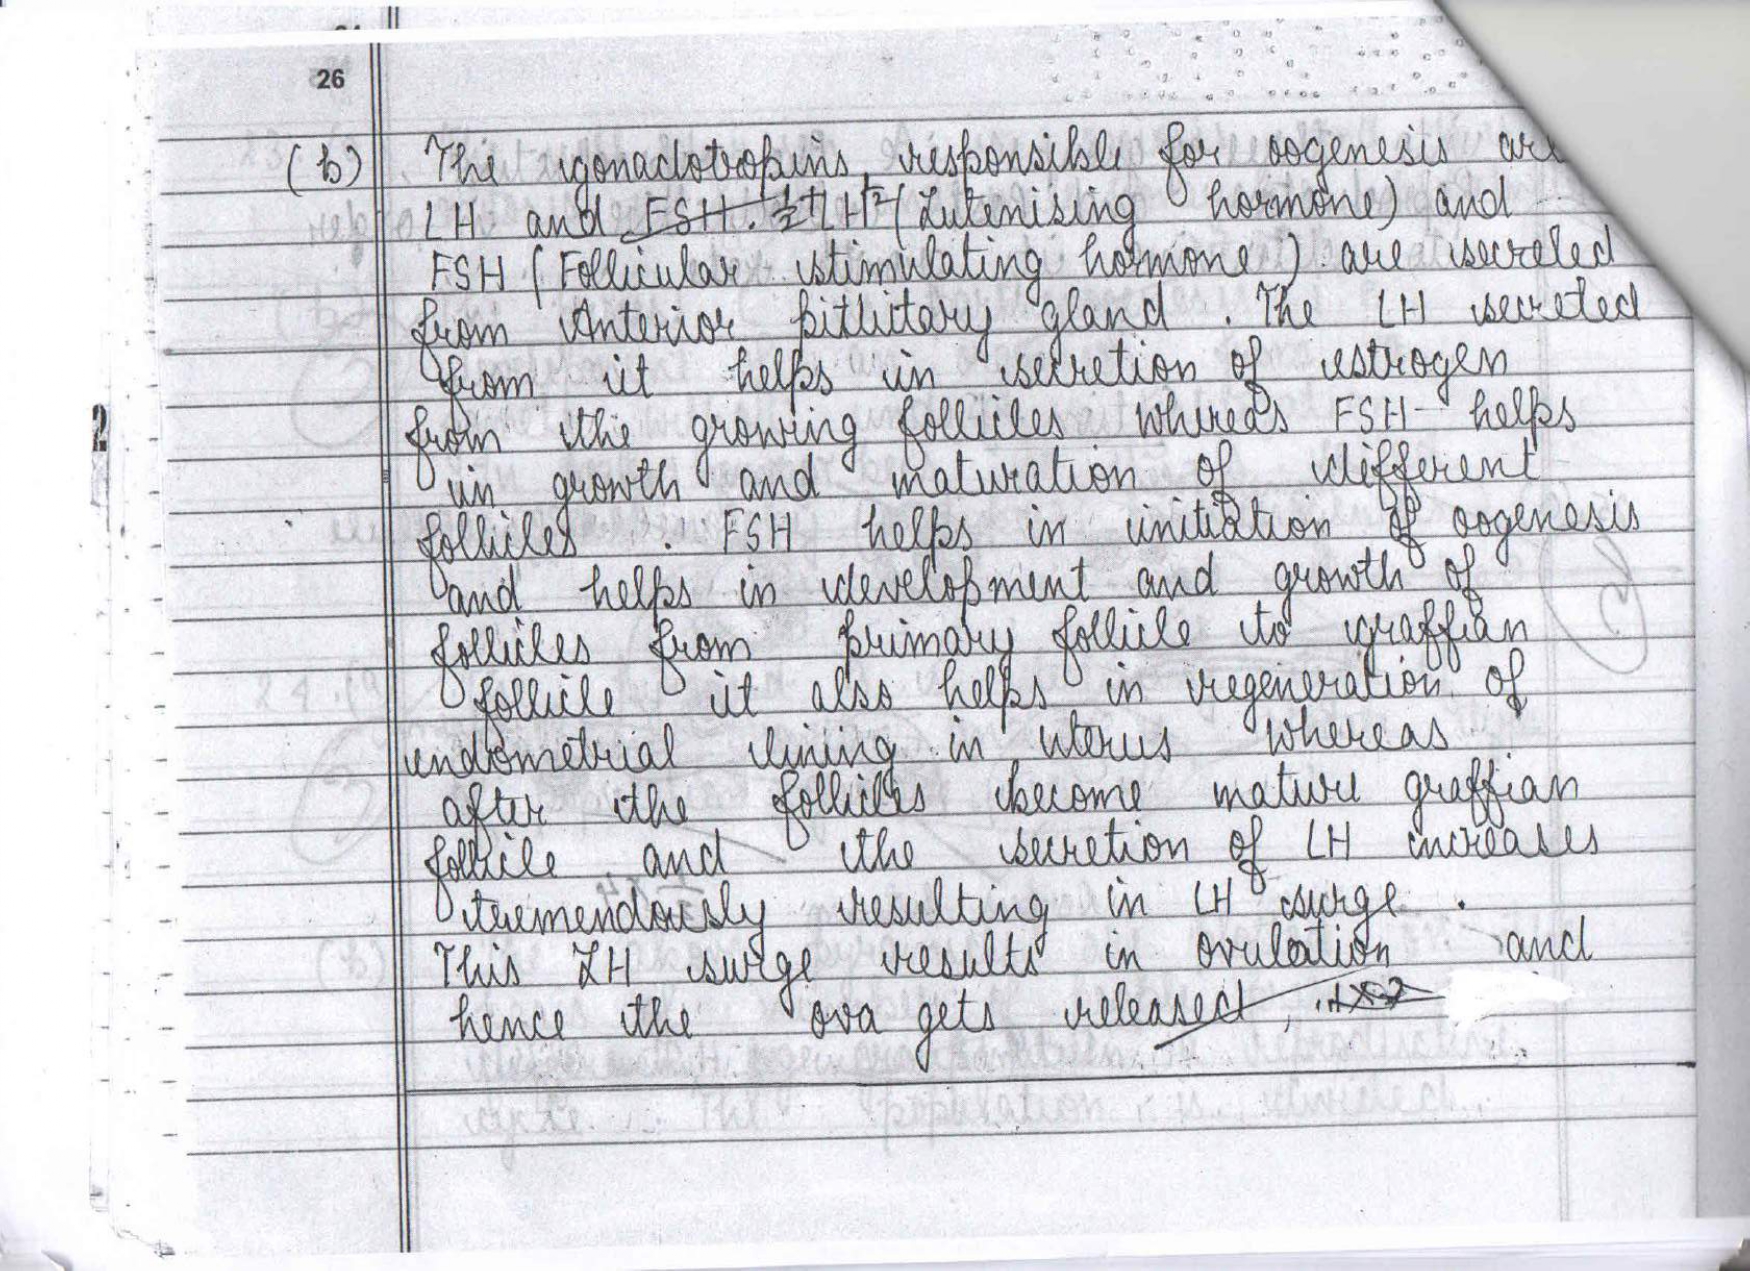 26
(b) The gonadotropins, responsible for oogenesis are
LH and FSH. LH (Lutenising hormone) and
FSH (Follicular stimulating hormone) are secreted
from Anterior pitiutary gland. The LH secreted
from it helps in secretion of estrogen
from the growing follicles whereas FSH helps
in growth and maturation of different
follicles. FSH helps in initiation of oogenesis
and helps in development and growth of
follicles from primary follicle to graffian
follicle it also helps in regeneration of
endometrial lining in uterus whereas
after the follicles become mature graffian
follicle and the secretion of LH increases
tremendously resulting in LH surge.
This LH surge results in ovulation and
hence the ova gets released,
2